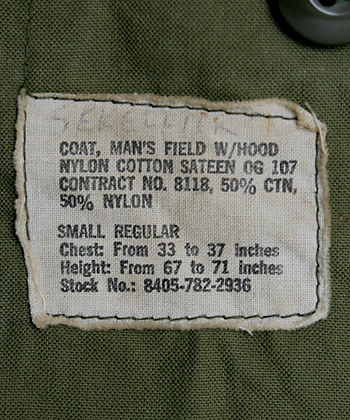 COAT, MAN'S FIELD W/HOOD
NYLON COTTON SATEEN OG 107
CONTRACT NO. 8118, 50% CTN,
50% NYLON
SMALL REGULAR
Chest: From 33 to 37 inches
Height: From 67 to 71 inches
Stock No.: 8405-782-2936